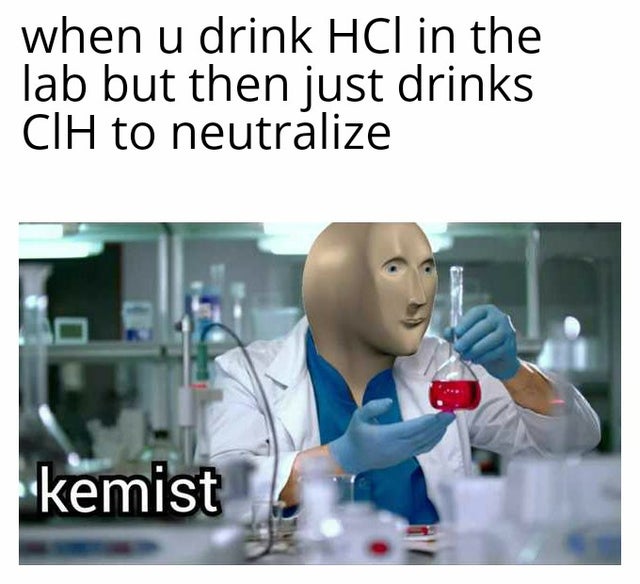 when u drink HCl in the
lab but then just drinks
ClH to neutralize
kemist